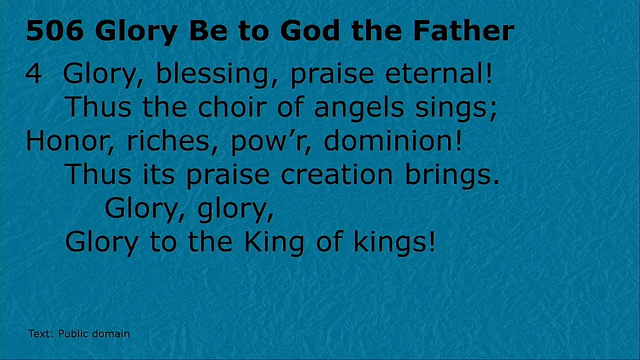 506 Glory Be to God the Father
4 Glory, blessing, praise eternal!
Thus the choir of angels sings;
Honor, riches, pow’r, dominion!
Thus its praise creation brings.
Glory, glory,
Glory to the King of kings!
Text: Public domain